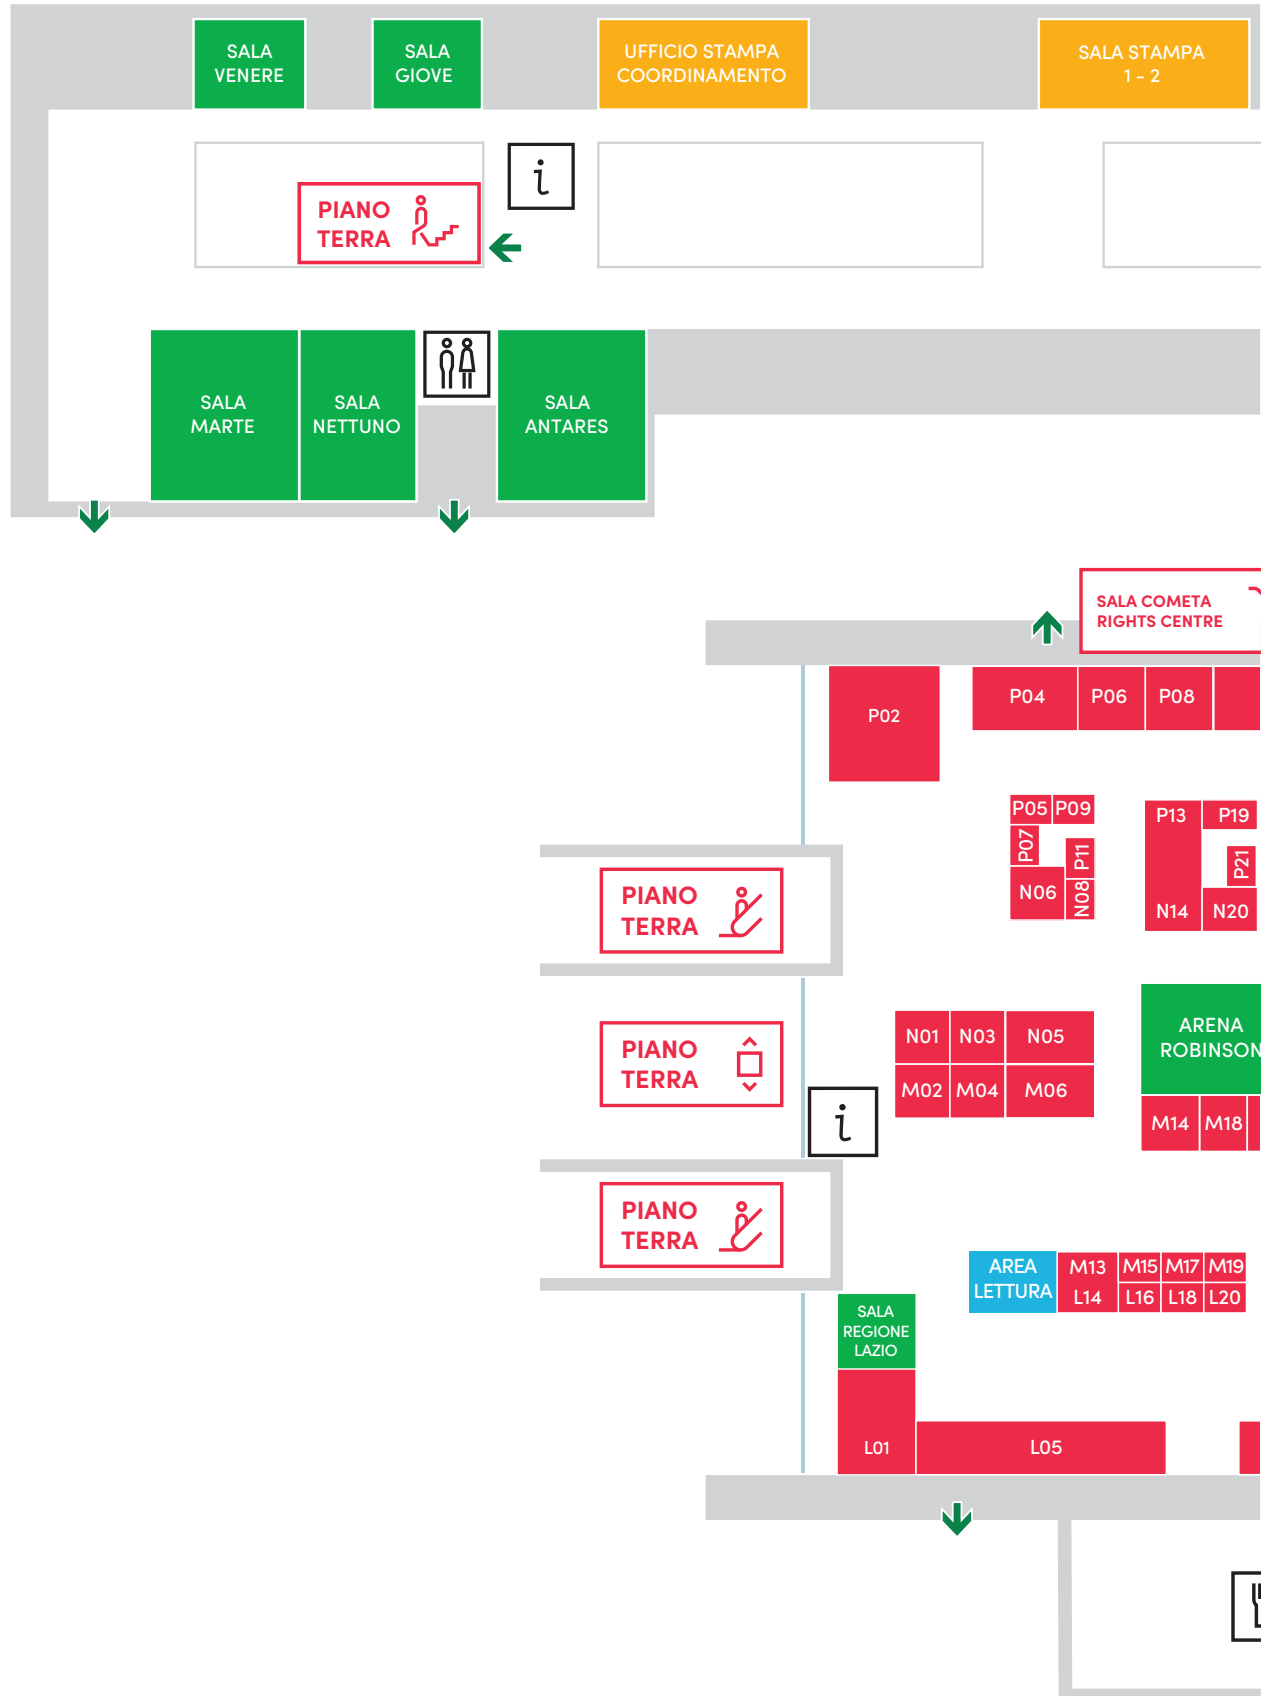 SALA
VENERE
SALA
GIOVE
UFFICIO STAMPA
COORDINAMENTO
SALA STAMPA
1 - 2
i
PIANO
TERRA
SALA
MARTE
SALA
NETTUNO
SALA
ANTARES
SALA COMETA
RIGHTS CENTRE
P02
P04
P06
P08
P05
P09
P07
P11
N06
N08
P13
P19
P21
N14
N20
PIANO
TERRA
PIANO
TERRA
i
N01
N03
N05
M02
M04
M06
ARENA
ROBINSON
M14
M18
PIANO
TERRA
AREA
LETTURA
M13
M15
M17
M19
L14
L16
L18
L20
SALA
REGIONE
LAZIO
L01
L05